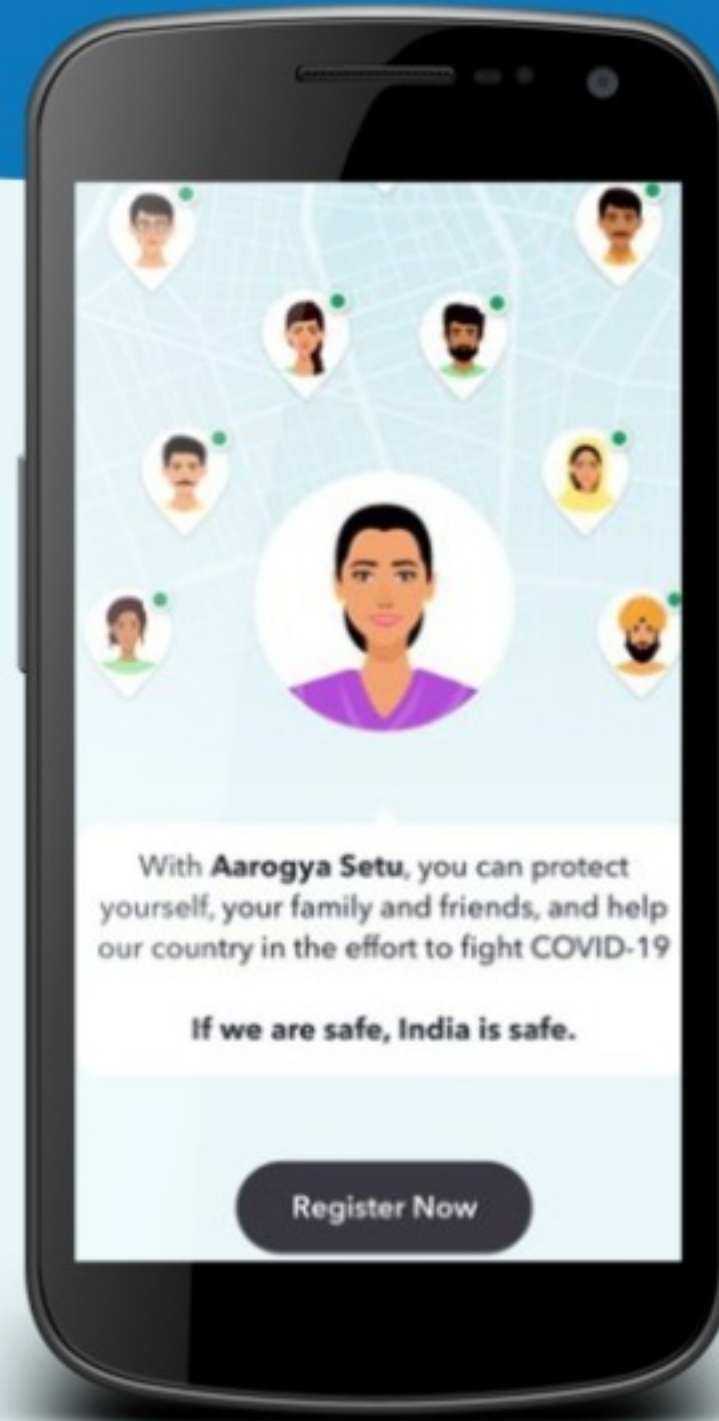 With Aarogya Setu, you can protect
yourself, your family and friends, and help
our country in the effort to fight COVID-19
If we are safe, India is safe.
Register Now